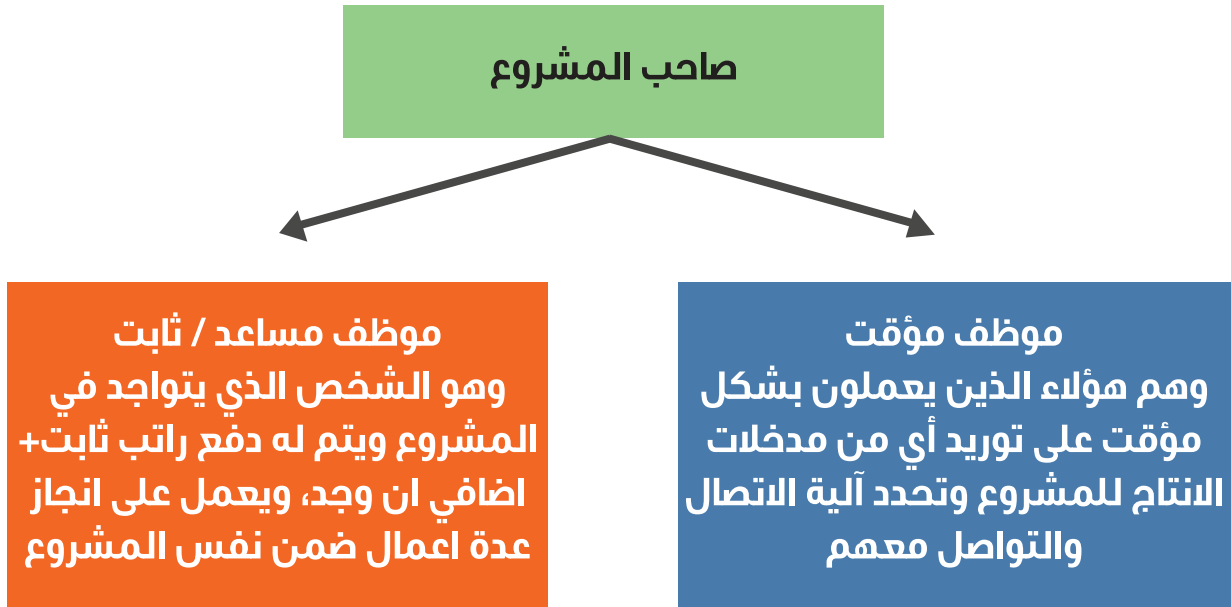 صاحب المشروع
موظف مؤقت
وهم هؤلاء الذين يعملون بشكل
مؤقت على توريد أي من مدخلات
الانتاج للمشروع وتحدد آلية الاتصال
والتواصل معهم
موظف مساعد / ثابت
وهو الشخص الذي يتواجد في
المشروع ويتم له دفع راتب ثابت+
اضافي ان وجد، ويعمل على انجاز
عدة اعمال ضمن نفس المشروع